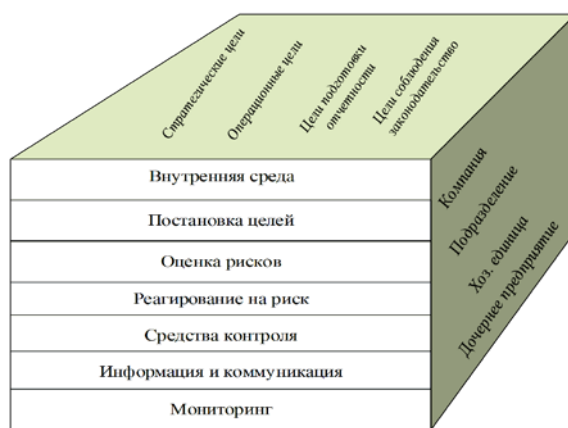 Стратегические цели
Операционные цели
Цели подготовки
отчетности
Цели соблюдения
законодательство
Внутренняя среда
Постановка целей
Оценка рисков
Реагирование на риск
Средства контроля
Информация и коммуникация
Мониторинг
Компания
Подразделение
Хоз. единица
Дочернее предприятие